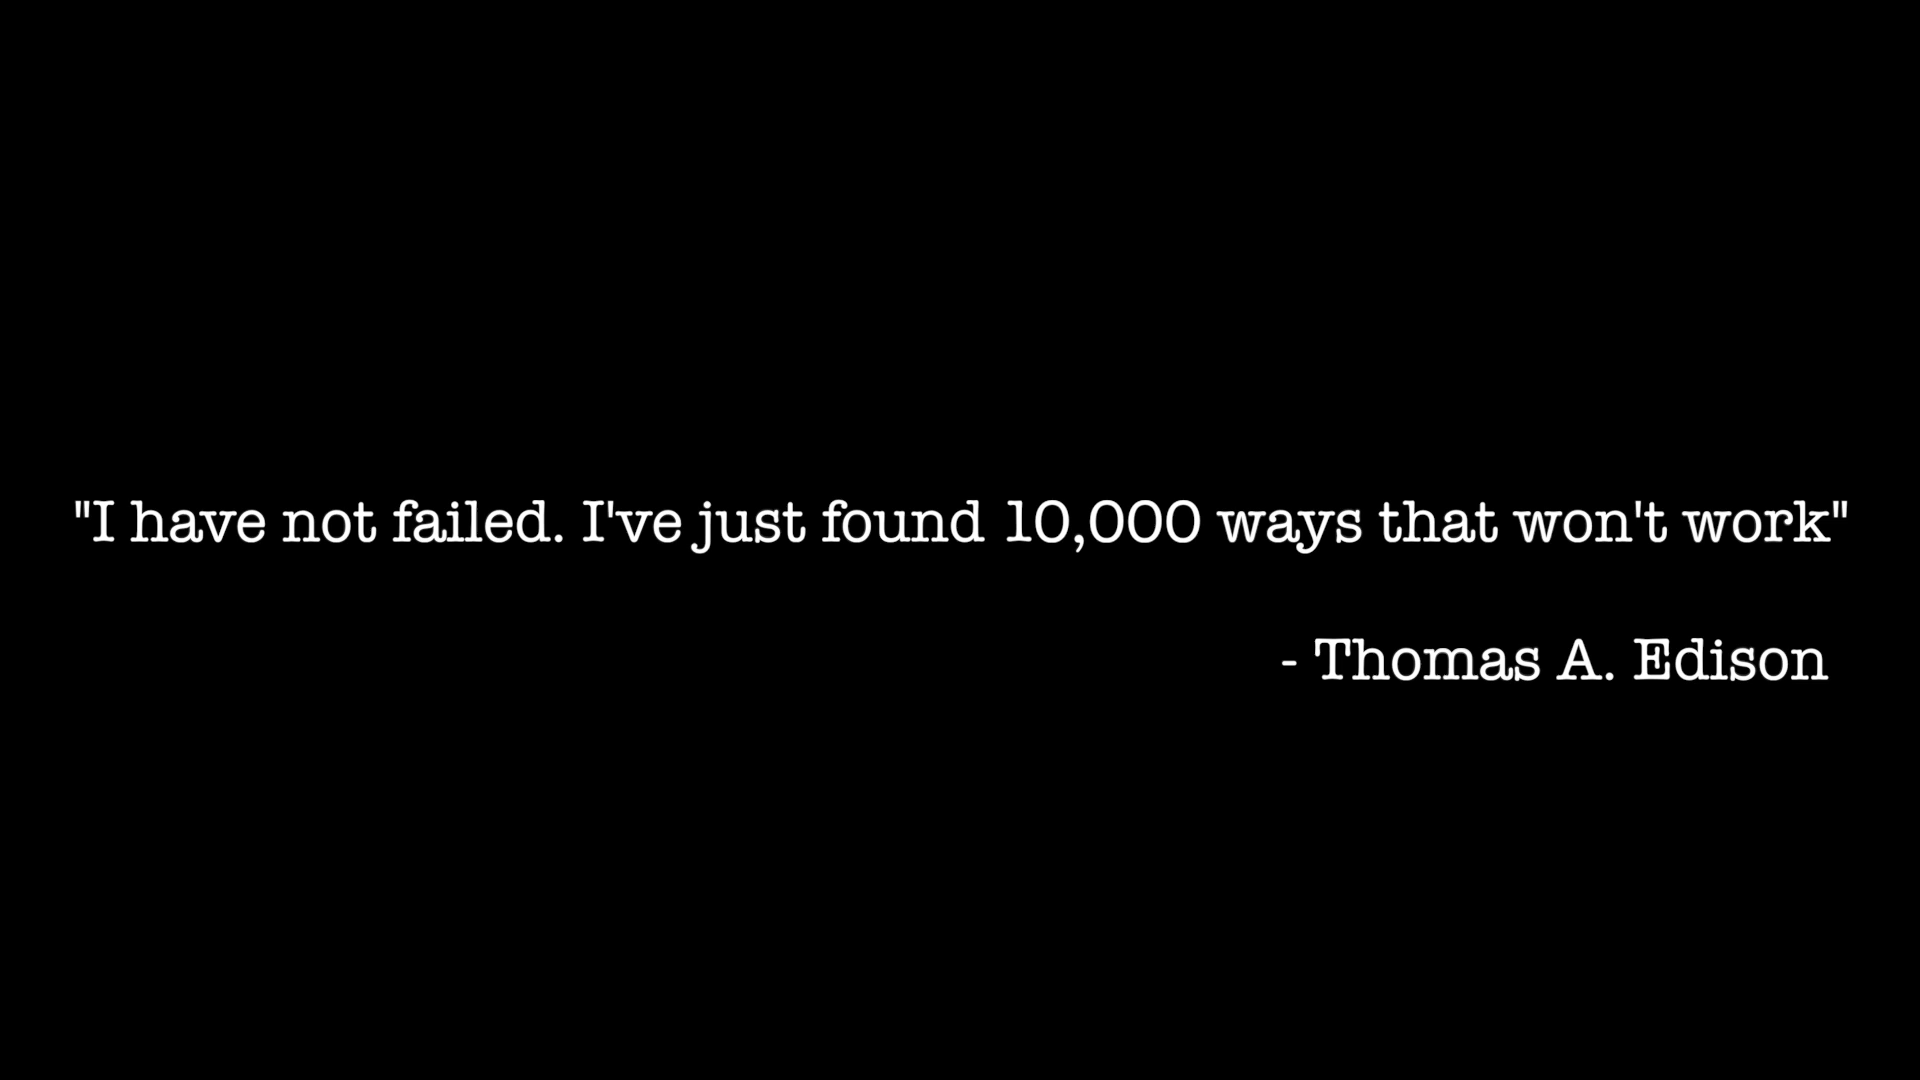 "I have not failed. I've just found 10,000 ways that won't work"
- Thomas A. Edison